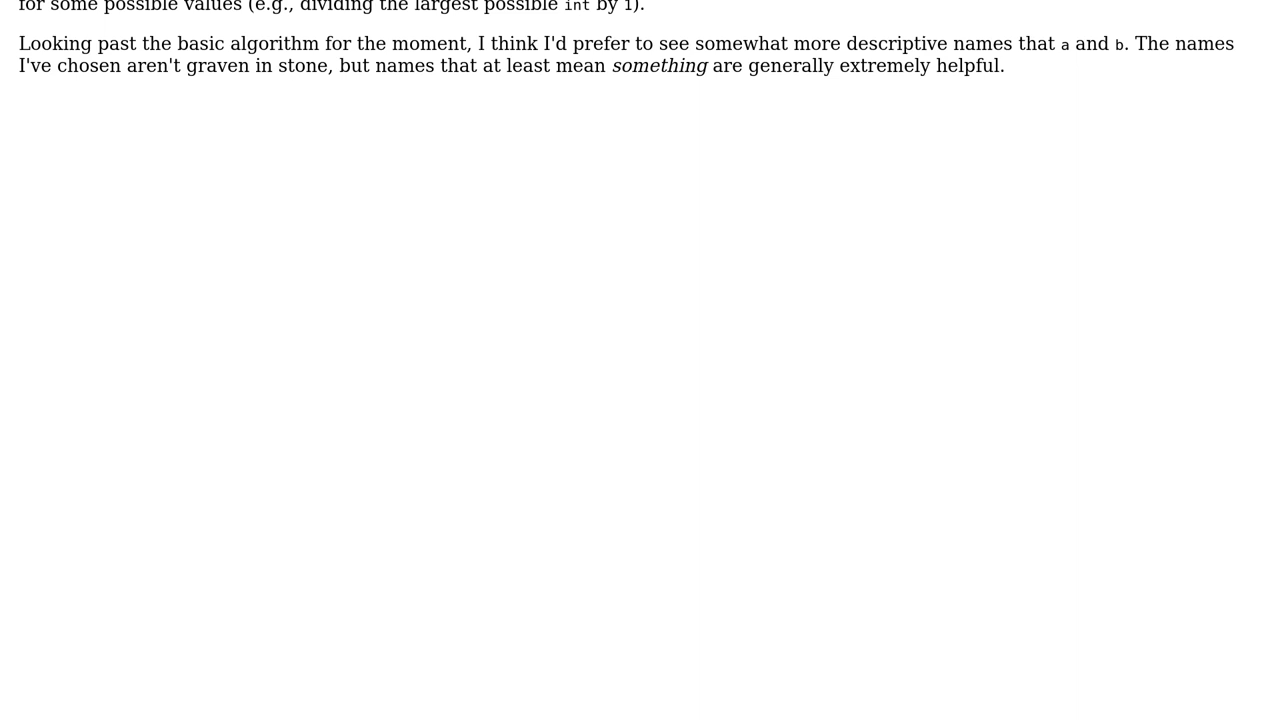 for some possible values (e.g., dividing the largest possible int by 1).
Looking past the basic algorithm for the moment, I think I'd prefer to see somewhat more descriptive names that a and b. The names
I've chosen aren't graven in stone, but names that at least mean something are generally extremely helpful.